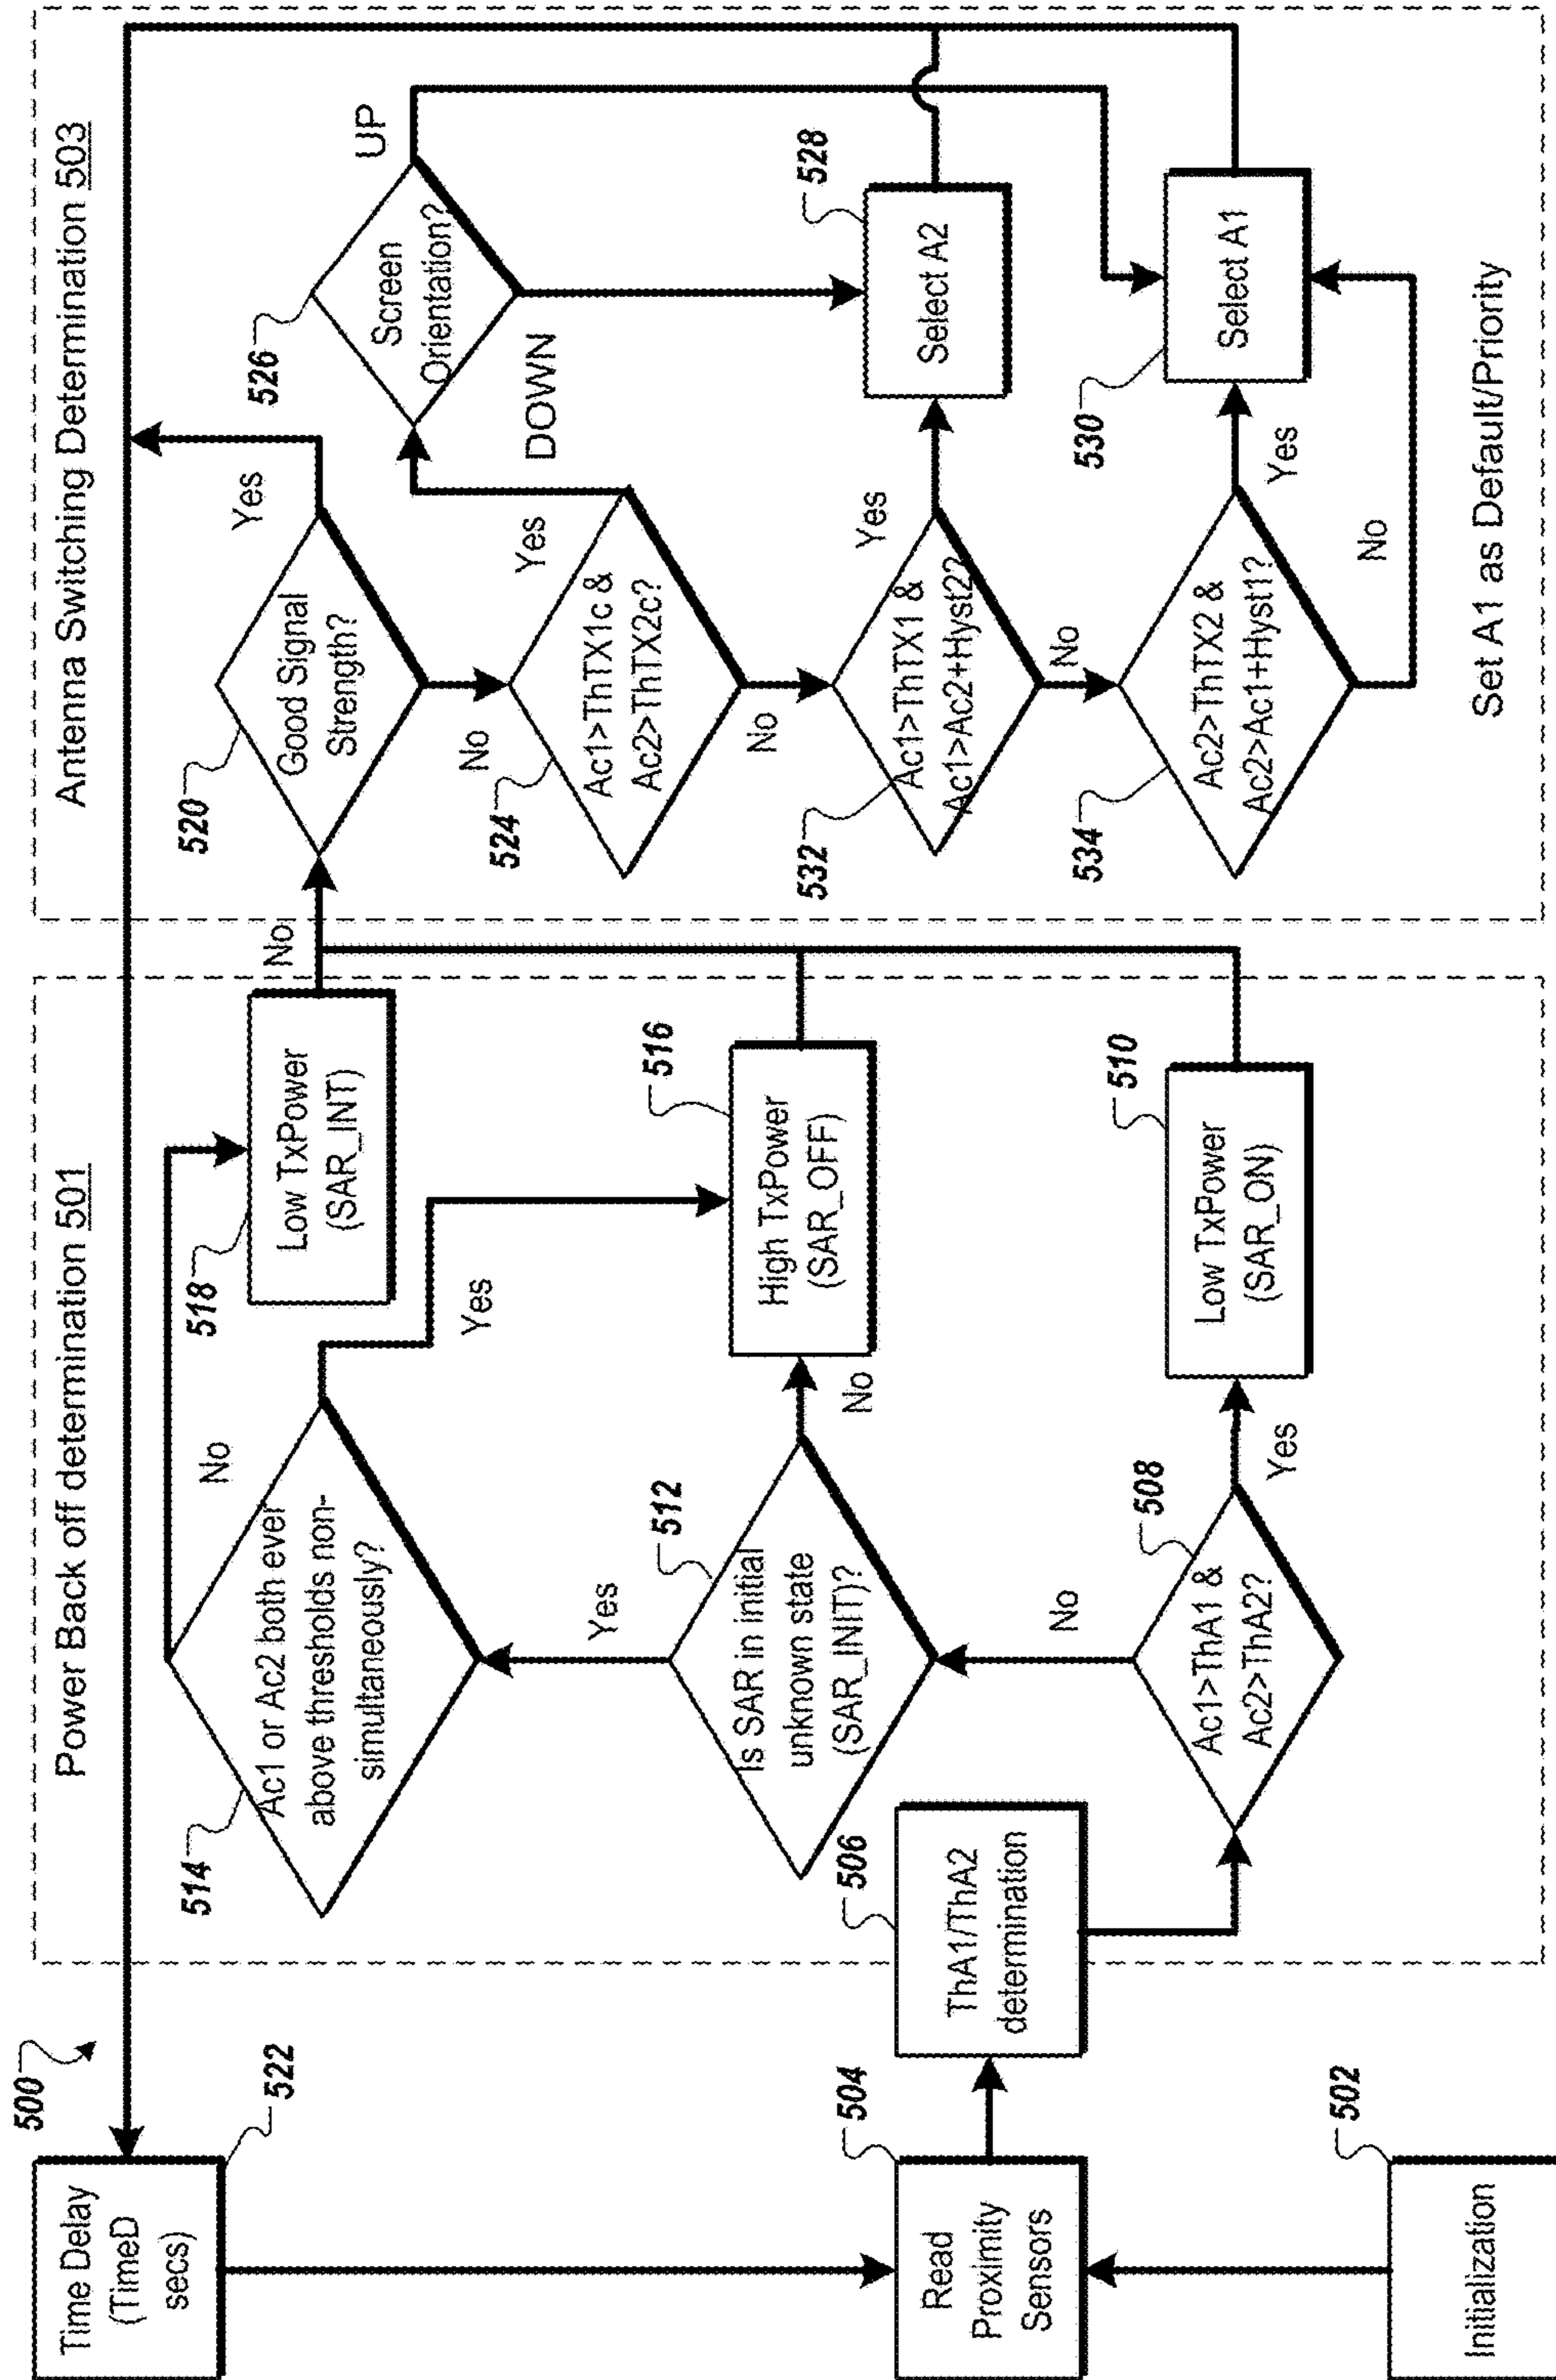 500
Time Delay
(TimeD
secs)
522
Read
Proximity
Sensors
504
Initialization
502
Power Back off determination 501
ThA1/ThA2
determination
506
Ac1>ThA1 &
Ac2>ThA2?
508
Yes
No
Low TxPower
(SAR_ON)
510
Is SAR in initial
unknown state
(SAR_INIT)?
512
Yes
No
Ac1 or Ac2 both ever
above thresholds non-
simultaneously?
514
No
Yes
High TxPower
(SAR_OFF)
516
Low TxPower
(SAR_INT)
518
No
Antenna Switching Determination 503
Good Signal
Strength?
520
Yes
No
Ac1>ThTX1c &
Ac2>ThTX2c?
524
Yes
No
Screen
Orientation?
526
UP
DOWN
Ac1>ThTX1 &
Ac1>Ac2+Hyst2?
532
Yes
No
Select A2
528
Ac2>ThTX2 &
Ac2>Ac1+Hyst1?
534
Yes
No
Select A1
530
Set A1 as Default/Priority